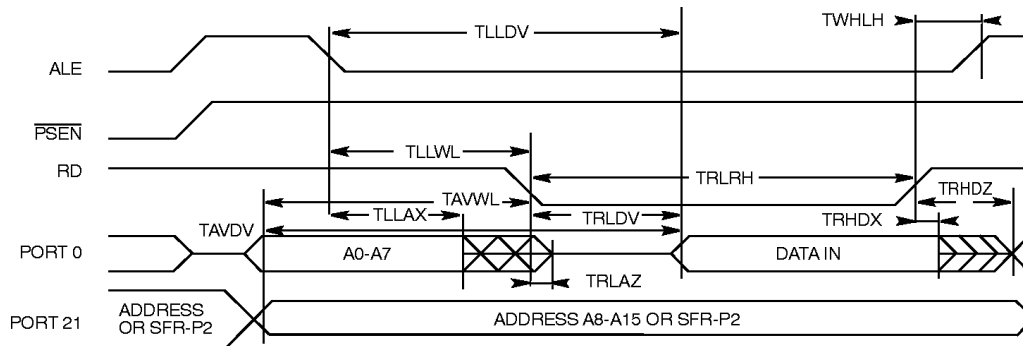 TLLDV
TWHLH
ALE
PSEN
TLLWL
RD
TRLRH
TAVWL
TRHDZ
TLLAX
TRLDV
TRHDX
TAVDV
PORT 0
A0-A7
DATA IN
TRLAZ
ADDRESS
OR SFR-P2
PORT 21
ADDRESS A8-A15 OR SFR-P2